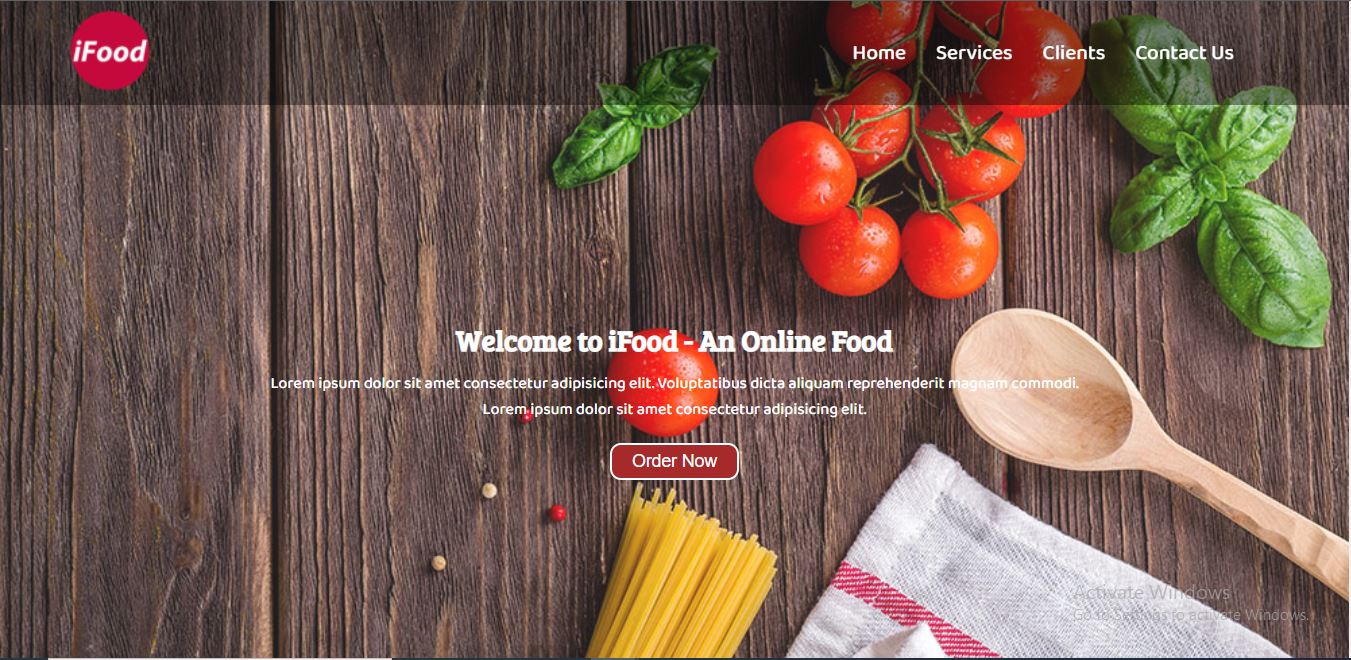 iFood
Home Services Clients Contact Us
Welcome to iFood - An Online Food
Lorem ipsum dolor sit amet consectetur adipisicing elit. Voluptatibus dicta aliquam reprehenderit magnam commodi.
Lorem ipsum dolor sit amet consectetur adipisicing elit.
Order Now
Activate Windows
Go to Settings to activate Windows.